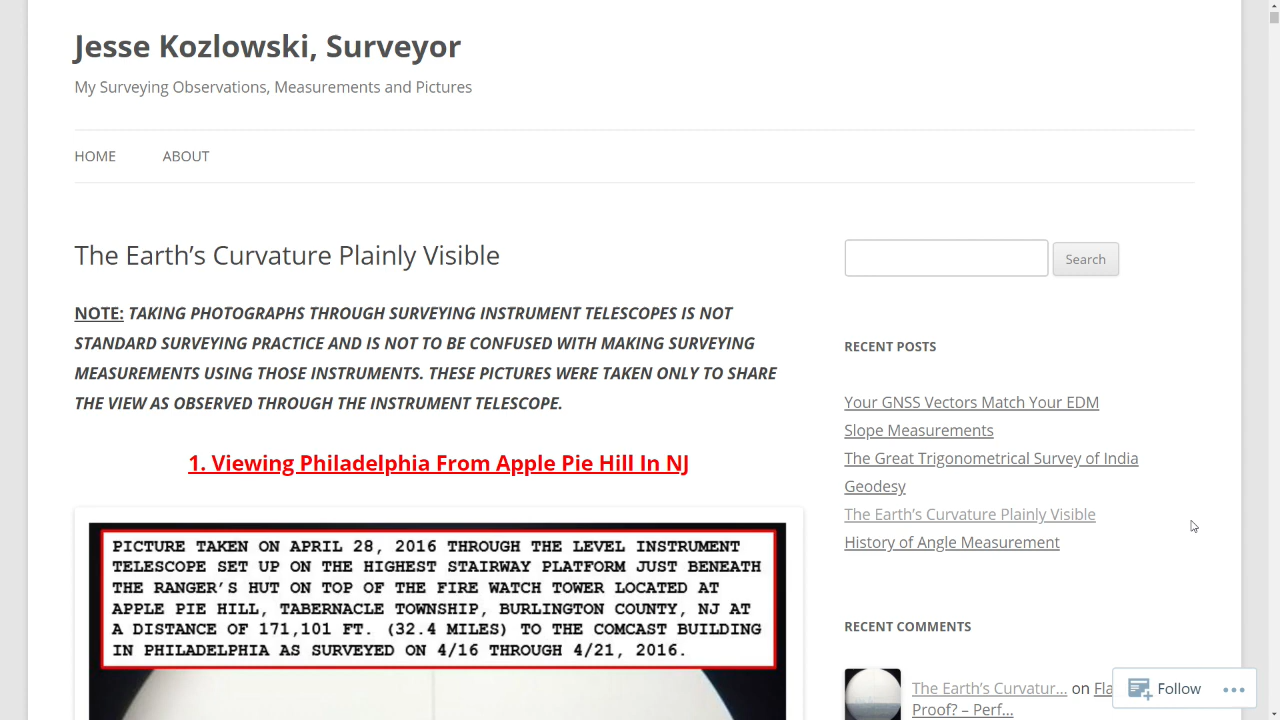 Jesse Kozlowski, Surveyor
My Surveying Observations, Measurements and Pictures
HOME ABOUT
The Earth's Curvature Plainly Visible
NOTE: TAKING PHOTOGRAPHS THROUGH SURVEYING INSTRUMENT TELESCOPES IS NOT
STANDARD SURVEYING PRACTICE AND IS NOT TO BE CONFUSED WITH MAKING SURVEYING
MEASUREMENTS USING THOSE INSTRUMENTS. THESE PICTURES WERE TAKEN ONLY TO SHARE
THE VIEW AS OBSERVED THROUGH THE INSTRUMENT TELESCOPE.
1. Viewing Philadelphia From Apple Pie Hill In NJ
PICTURE TAKEN ON APRIL 28, 2016 THROUGH THE LEVEL INSTRUMENT
TELESCOPE SET UP ON THE HIGHEST STAIRWAY PLATFORM JUST BENEATH
THE RANGER'S HUT ON TOP OF THE FIRE WATCH TOWER LOCATED AT
APPLE PIE HILL, TABERNACLE TOWNSHIP, BURLINGTON COUNTY, NJ AT
A DISTANCE OF 171,101 FT. (32.4 MILES) TO THE COMCAST BUILDING
IN PHILADELPHIA AS SURVEYED ON 4/16 THROUGH 4/21, 2016.
Search
RECENT POSTS
Your GNSS Vectors Match Your EDM
Slope Measurements
The Great Trigonometrical Survey of India
Geodesy
The Earth's Curvature Plainly Visible
History of Angle Measurement
RECENT COMMENTS
The Earth's Curvatur... on Fla
Proof? – Perf...
Follow